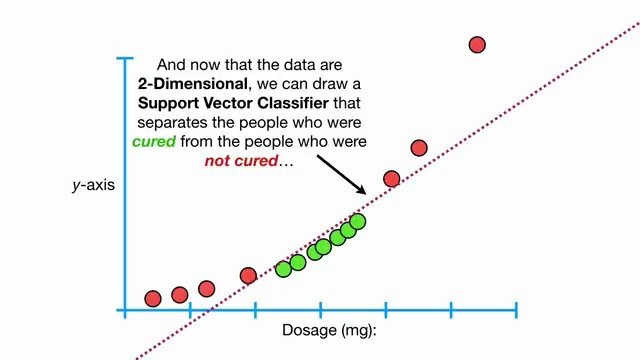 And now that the data are
2-Dimensional, we can draw a
Support Vector Classifier that
separates the people who were
cured from the people who were
not cured…
y-axis
Dosage (mg):